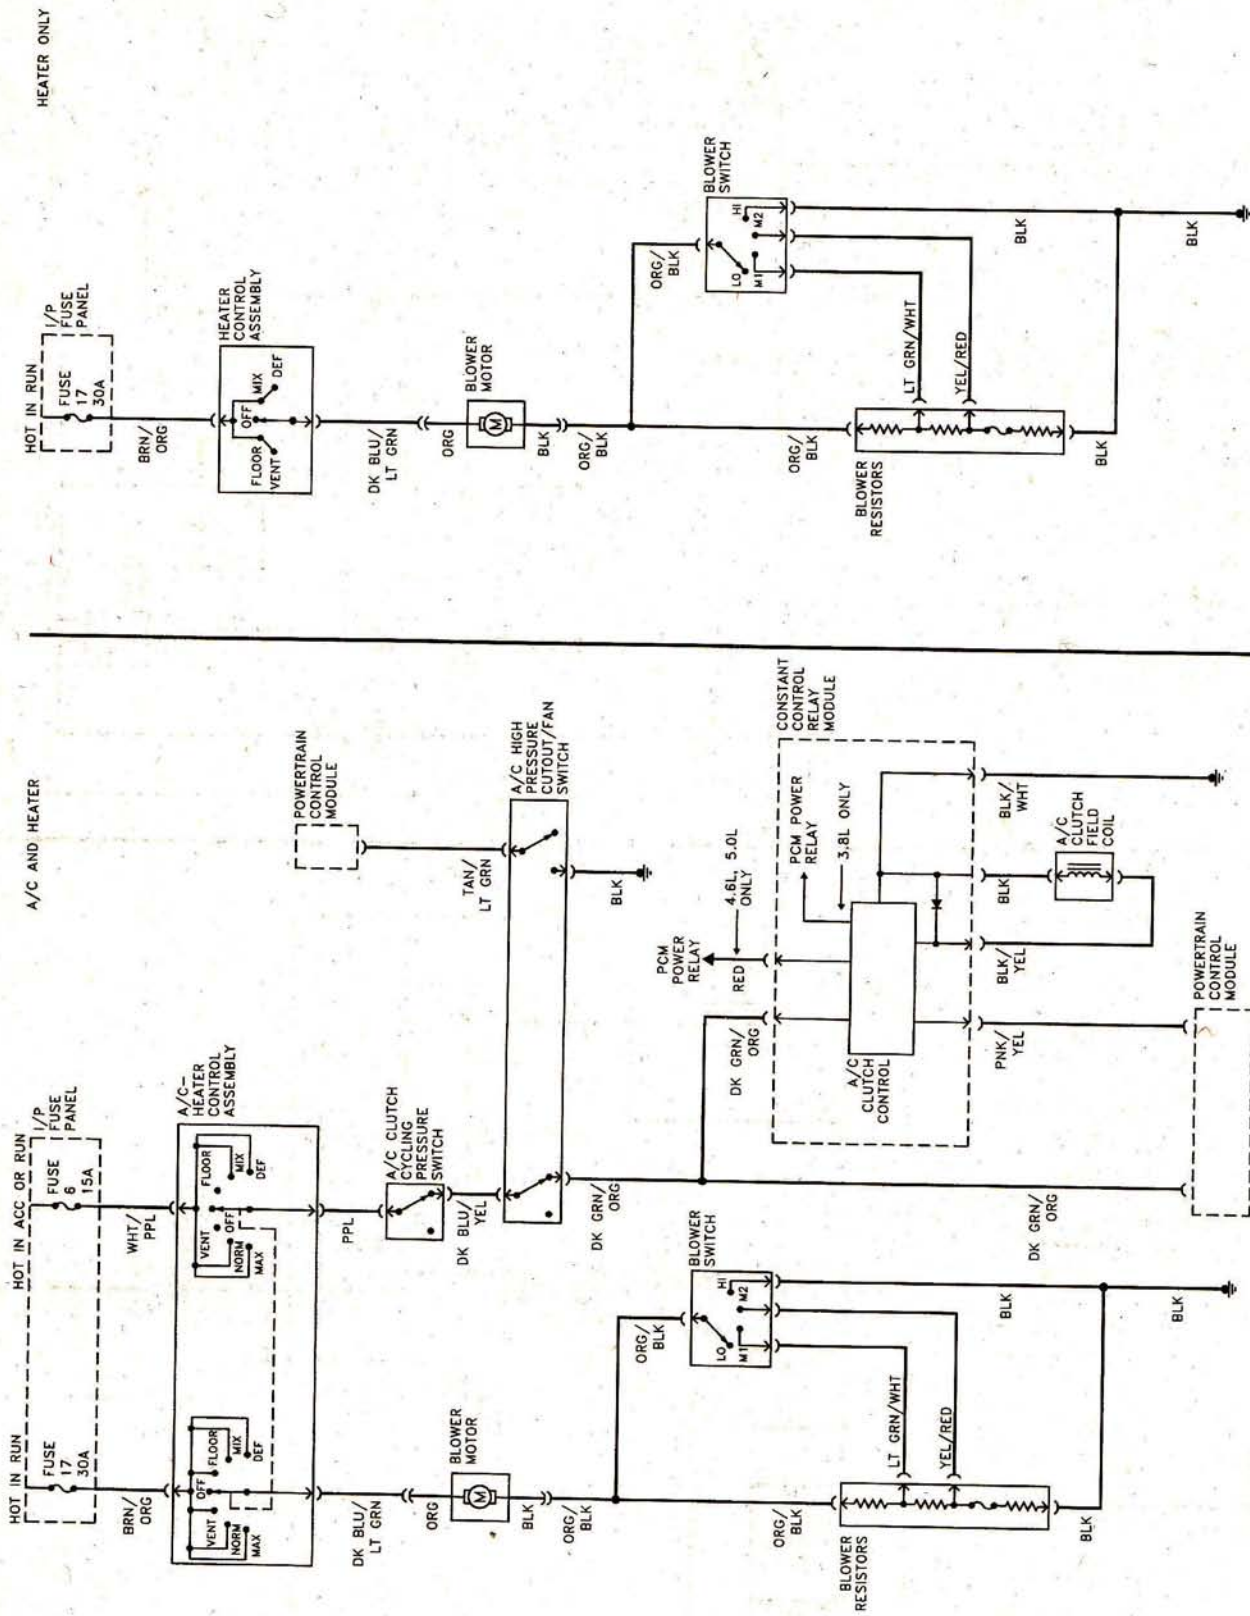 A/C AND HEATER
HOT IN RUN
HOT IN ACC OR RUN
I/P
FUSE
PANEL
FUSE
17
30A
FUSE
6
15A
BRN/
ORG
WHT/
PPL
A/C-
HEATER
CONTROL
ASSEMBLY
VENT
OFF
FLOOR
NORM
MIX
MAX
DEF
VENT
OFF
FLOOR
NORM
MIX
MAX
DEF
POWERTRAIN
CONTROL
MODULE
DK BLU/
LT GRN
PPL
A/C CLUTCH
CYCLING
PRESSURE
SWITCH
TAN/
LT GRN
A/C HIGH
PRESSURE
CUTOUT/FAN
SWITCH
ORG
DK BLU/
YEL
BLOWER
MOTOR
M
BLK
ORG/
BLK
DK GRN/
ORG
BLK
ORG/
BLK
BLOWER
SWITCH
LO
HI
M1
M2
PCM
POWER
RELAY
RED
4.6L, 5.0L
ONLY
DK GRN/
ORG
CONSTANT
CONTROL
RELAY
MODULE
PCM POWER
RELAY
3.8L ONLY
A/C
CLUTCH
CONTROL
ORG/
BLK
LT GRN/WHT
YEL/RED
BLOWER
RESISTORS
BLK
BLK
DK GRN/
ORG
PNK/
YEL
BLK/
YEL
BLK
BLK/
WHT
A/C
CLUTCH
FIELD
COIL
BLK
POWERTRAIN
CONTROL
MODULE
HEATER ONLY
HOT IN RUN
I/P
FUSE
PANEL
FUSE
17
30A
BRN/
ORG
HEATER
CONTROL
ASSEMBLY
FLOOR
OFF
MIX
VENT
DEF
DK BLU/
LT GRN
ORG
BLOWER
MOTOR
M
BLK
ORG/
BLK
ORG/
BLK
BLOWER
SWITCH
LO
HI
M1
M2
ORG/
BLK
LT GRN/WHT
YEL/RED
BLOWER
RESISTORS
BLK
BLK
BLK